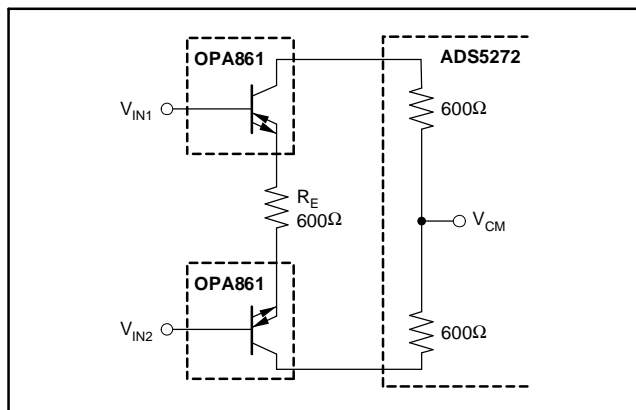 OPA861
ADS5272
V_IN1
600Ω
R_E
600Ω
V_CM
OPA861
V_IN2
600Ω